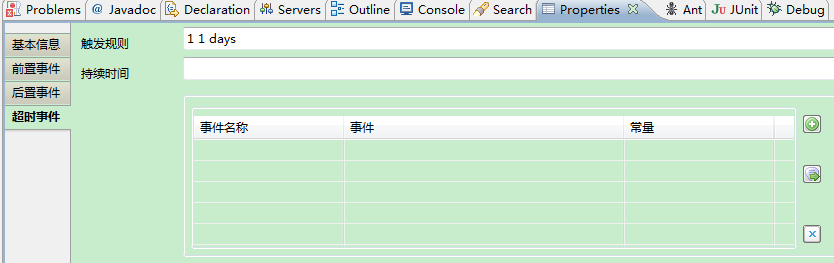 Problems @ Javadoc Declaration Servers Outline Console Search Properties Ant JU JUnit Debug
基本信息
前置事件
后置事件
超时事件
触发规则 1 1 days
持续时间
事件名称 事件 常量